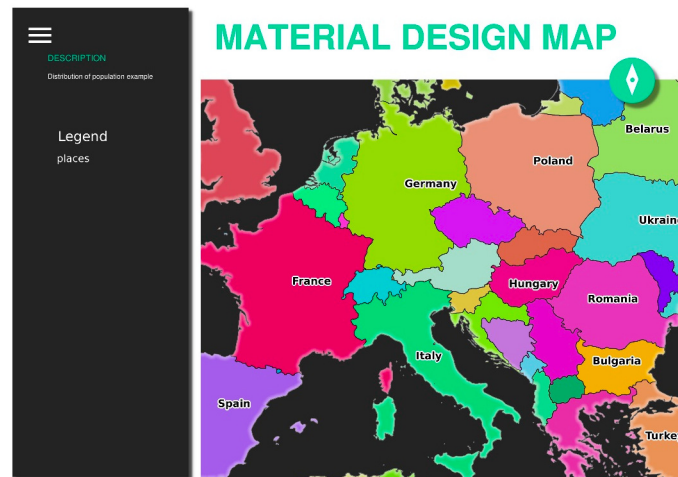 MATERIAL DESIGN MAP
DESCRIPTION
Distribution of population example
Legend
places
Belarus
Poland
Germany
Ukrain
France
Hungary
Romania
Italy
Bulgaria
Spain
Turke